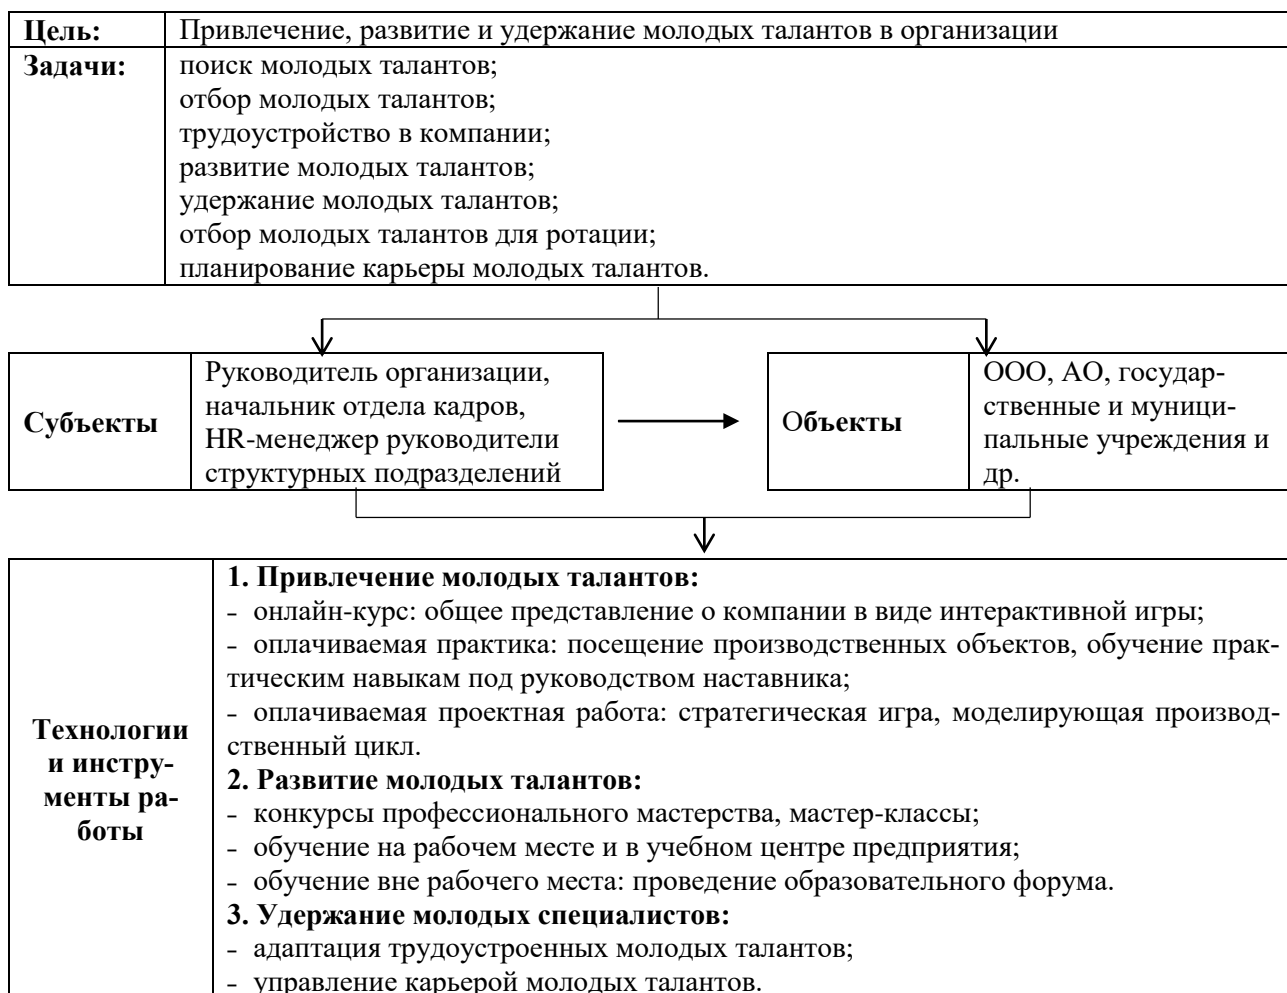 Цель: Привлечение, развитие и удержание молодых талантов в организации
Задачи: поиск молодых талантов;
отбор молодых талантов;
трудоустройство в компании;
развитие молодых талантов;
удержание молодых талантов;
отбор молодых талантов для ротации;
планирование карьеры молодых талантов.
Субъекты
Руководитель организации,
начальник отдела кадров,
HR-менеджер руководители
структурных подразделений
Объекты
ООО, АО, государ-
ственные и муници-
пальные учреждения и
др.
Технологии
и инстру-
менты ра-
боты
1. Привлечение молодых талантов:
- онлайн-курс: общее представление о компании в виде интерактивной игры;
- оплачиваемая практика: посещение производственных объектов, обучение прак-
тическим навыкам под руководством наставника;
- оплачиваемая проектная работа: стратегическая игра, моделирующая производ-
ственный цикл.
2. Развитие молодых талантов:
- конкурсы профессионального мастерства, мастер-классы;
- обучение на рабочем месте и в учебном центре предприятия;
- обучение вне рабочего места: проведение образовательного форума.
3. Удержание молодых специалистов:
- адаптация трудоустроенных молодых талантов;
- управление карьерой молодых талантов.